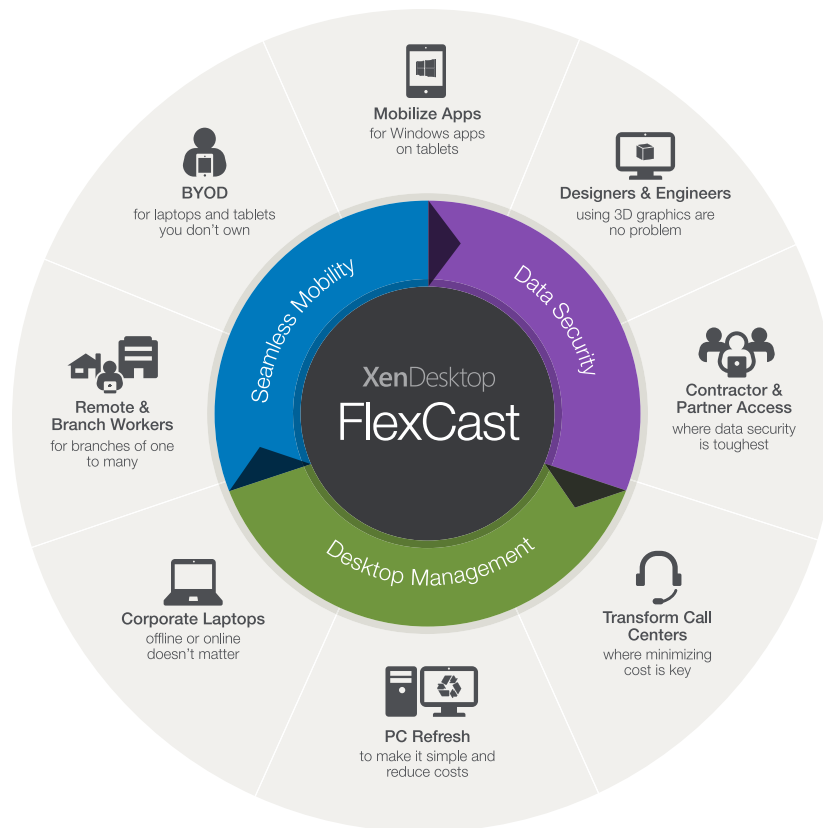 Mobilize Apps
for Windows apps
on tablets
Designers & Engineers
using 3D graphics are
no problem
Contractor &
Partner Access
where data security
is toughest
Transform Call
Centers
where minimizing
cost is key
PC Refresh
to make it simple and
reduce costs
Corporate Laptops
offline or online
doesn't matter
Remote &
Branch Workers
for branches of one
to many
BYOD
for laptops and tablets
you don't own
Seamless Mobility
Data Security
Desktop Management
XenDesktop
FlexCast